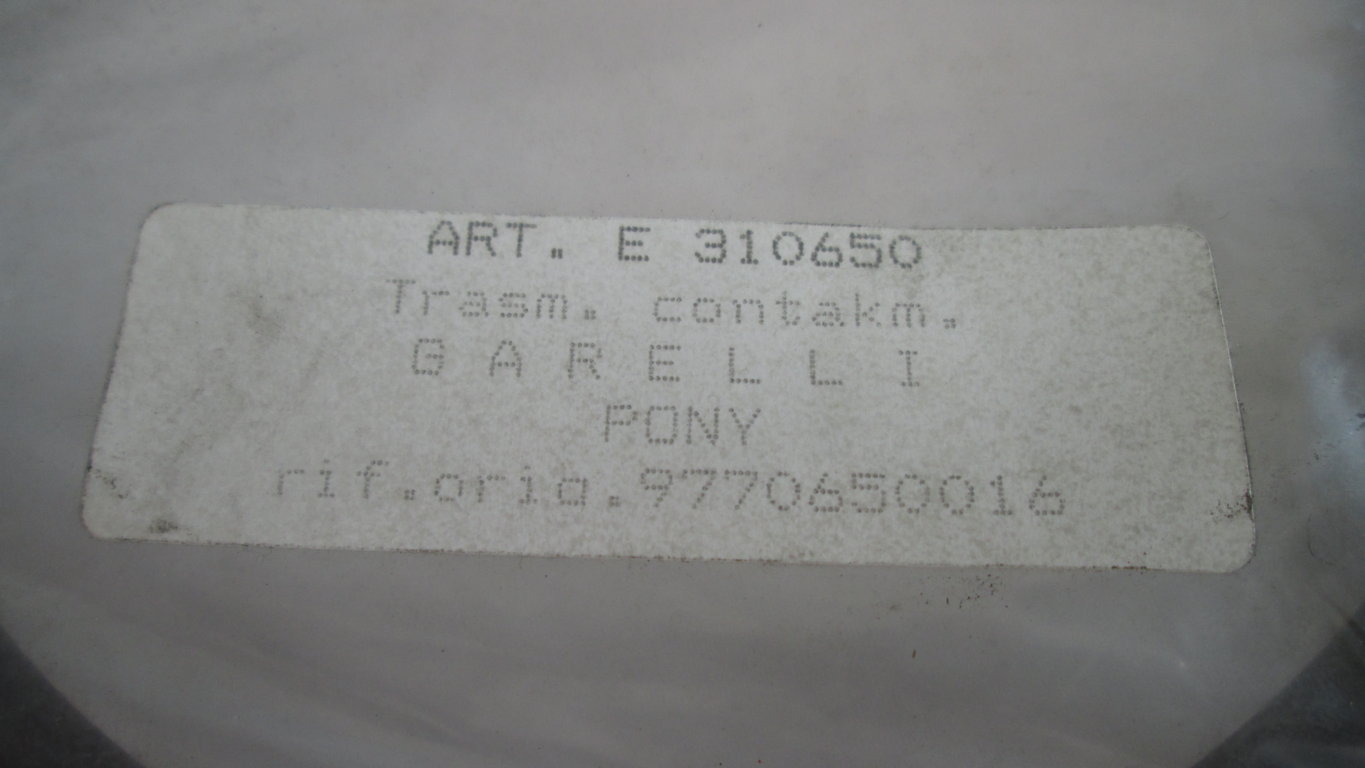 ART. E 310650
Trasm. contakm.
G A R E L L I
PONY
rif.orig.9770650016